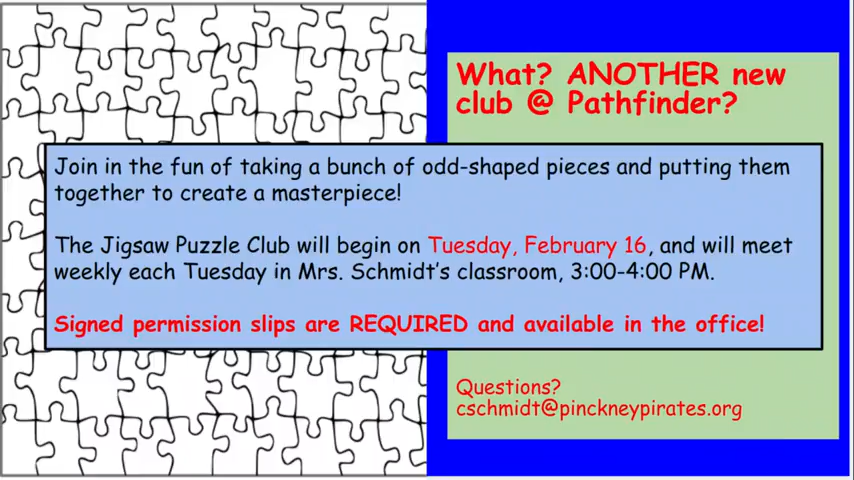 What? ANOTHER new
club @ Pathfinder?
Join in the fun of taking a bunch of odd-shaped pieces and putting them
together to create a masterpiece!
The Jigsaw Puzzle Club will begin on Tuesday, February 16, and will meet
weekly each Tuesday in Mrs. Schmidt's classroom, 3:00-4:00 PM.
Signed permission slips are REQUIRED and available in the office!
Questions?
cschmidt@pinckneypirates.org